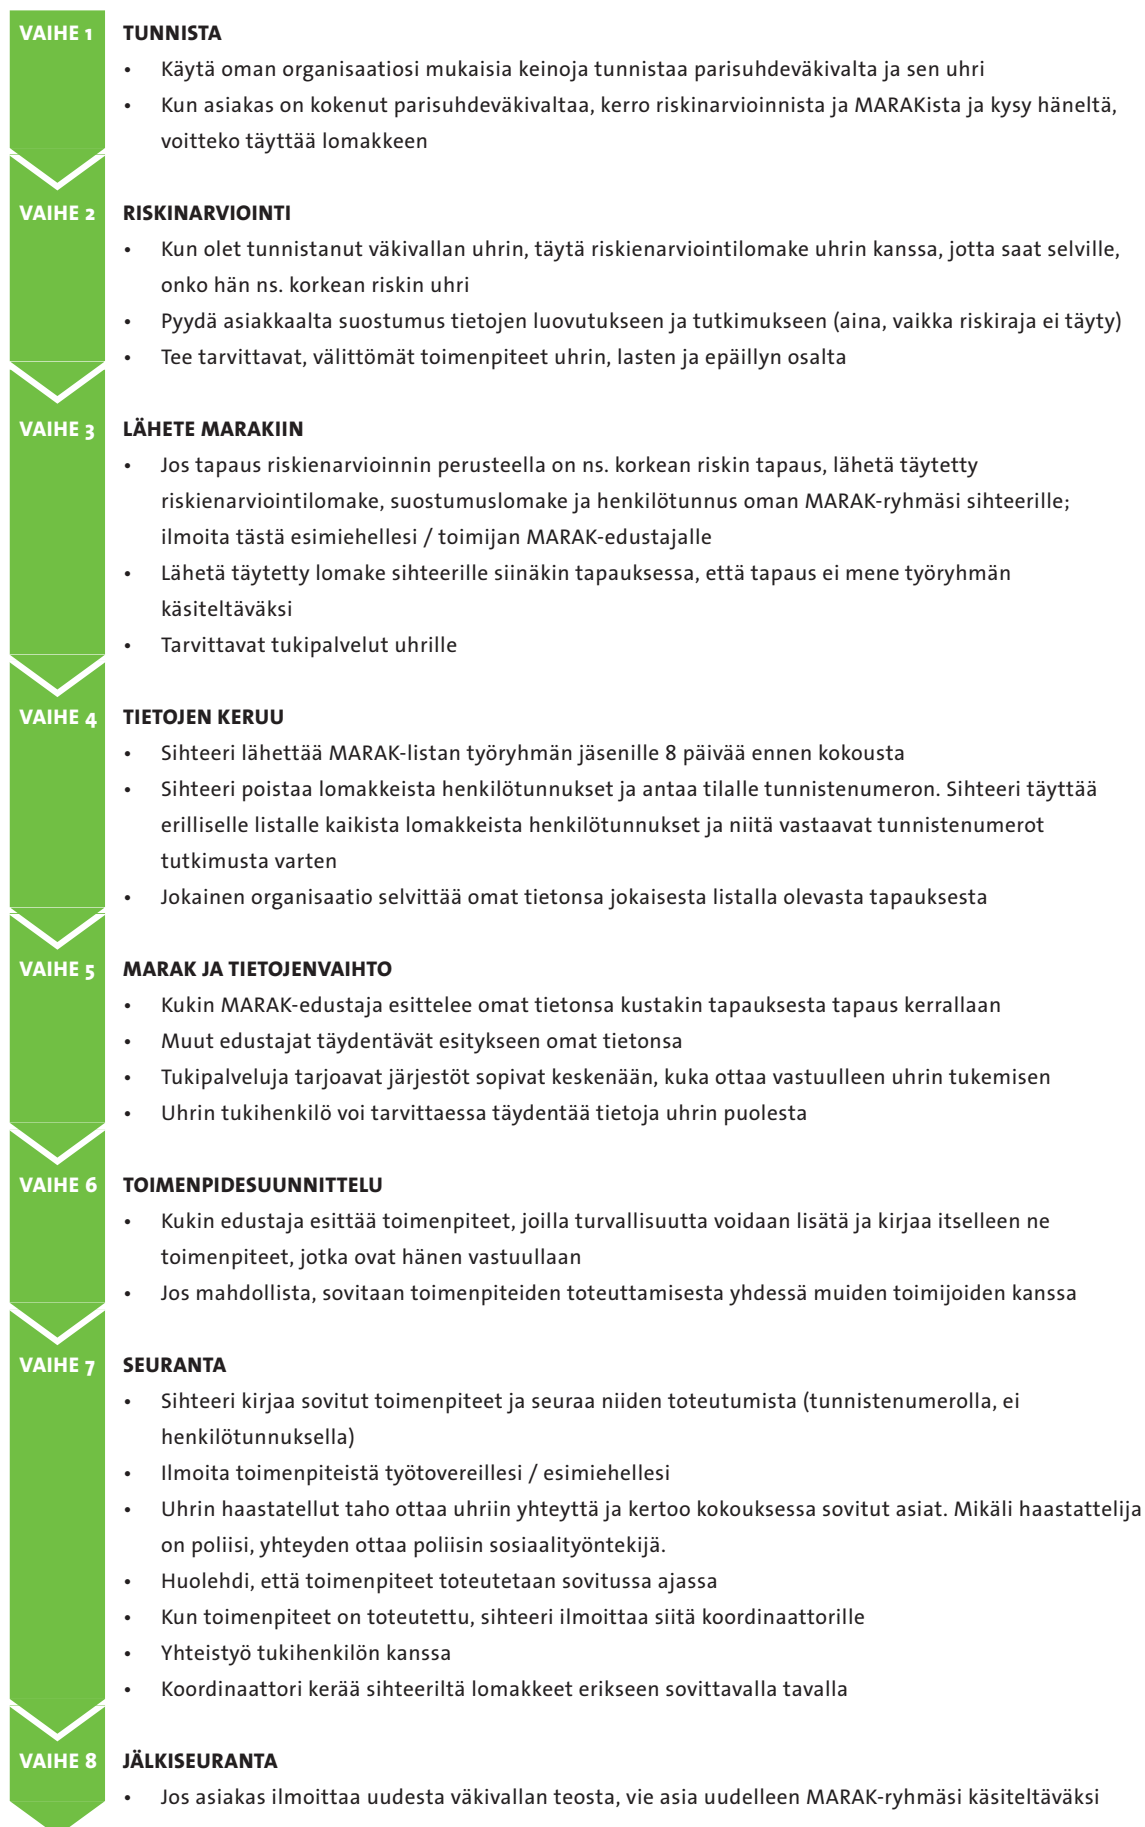 VAIHE 1 TUNNISTA
• Käytä oman organisaatiosi mukaisia keinoja tunnistaa parisuhdeväkivalta ja sen uhri
• Kun asiakas on kokenut parisuhdeväkivaltaa, kerro riskinarvioinnista ja MARAKista ja kysy häneltä,
voitteko täyttää lomakkeen
VAIHE 2 RISKINARVIOINTI
• Kun olet tunnistanut väkivallan uhrin, täytä riskienarviointilomake uhrin kanssa, jotta saat selville,
onko hän ns. korkean riskin uhri
• Pyydä asiakkaalta suostumus tietojen luovutukseen ja tutkimukseen (aina, vaikka riskiraja ei täyty)
• Tee tarvittavat, välittömät toimenpiteet uhrin, lasten ja epäillyn osalta
VAIHE 3 LÄHETE MARAKIIN
• Jos tapaus riskienarvioinnin perusteella on ns. korkean riskin tapaus, lähetä täytetty
riskienarviointilomake, suostumuslomake ja henkilötunnus oman MARAK-ryhmäsi sihteerille;
ilmoita tästä esimiehellesi / toimijan MARAK-edustajalle
• Lähetä täytetty lomake sihteerille siinäkin tapauksessa, että tapaus ei mene työryhmän
käsiteltäväksi
• Tarvittavat tukipalvelut uhrille
VAIHE 4 TIETOJEN KERUU
• Sihteeri lähettää MARAK-listan työryhmän jäsenille 8 päivää ennen kokousta
• Sihteeri poistaa lomakkeista henkilötunnukset ja antaa tilalle tunnistenumeron. Sihteeri täyttää
erilliselle listalle kaikista lomakkeista henkilötunnukset ja niitä vastaavat tunnistenumerot
tutkimusta varten
• Jokainen organisaatio selvittää omat tietonsa jokaisesta listalla olevasta tapauksesta
VAIHE 5 MARAK JA TIETOJENVAIHTO
• Kukin MARAK-edustaja esittelee omat tietonsa kustakin tapauksesta tapaus kerrallaan
• Muut edustajat täydentävät esitykseen omat tietonsa
• Tukipalveluja tarjoavat järjestöt sopivat keskenään, kuka ottaa vastuulleen uhrin tukemisen
• Uhrin tukihenkilö voi tarvittaessa täydentää tietoja uhrin puolesta
VAIHE 6 TOIMENPIDESUUNNITTELU
• Kukin edustaja esittää toimenpiteet, joilla turvallisuutta voidaan lisätä ja kirjaa itselleen ne
toimenpiteet, jotka ovat hänen vastuullaan
• Jos mahdollista, sovitaan toimenpiteiden toteuttamisesta yhdessä muiden toimijoiden kanssa
VAIHE 7 SEURANTA
• Sihteeri kirjaa sovitut toimenpiteet ja seuraa niiden toteutumista (tunnistenumerolla, ei
henkilötunnuksella)
• Ilmoita toimenpiteistä työtovereillesi / esimiehellesi
• Uhrin haastatellut taho ottaa uhriin yhteyttä ja kertoo kokouksessa sovitut asiat. Mikäli haastattelija
on poliisi, yhteyden ottaa poliisin sosiaalityöntekijä.
• Huolehdi, että toimenpiteet toteutetaan sovitussa ajassa
• Kun toimenpiteet on toteutettu, sihteeri ilmoittaa siitä koordinaattorille
• Yhteistyö tukihenkilön kanssa
• Koordinaattori kerää sihteeriltä lomakkeet erikseen sovittavalla tavalla
VAIHE 8 JÄLKISEURANTA
• Jos asiakas ilmoittaa uudesta väkivallan teosta, vie asia uudelleen MARAK-ryhmäsi käsiteltäväksi